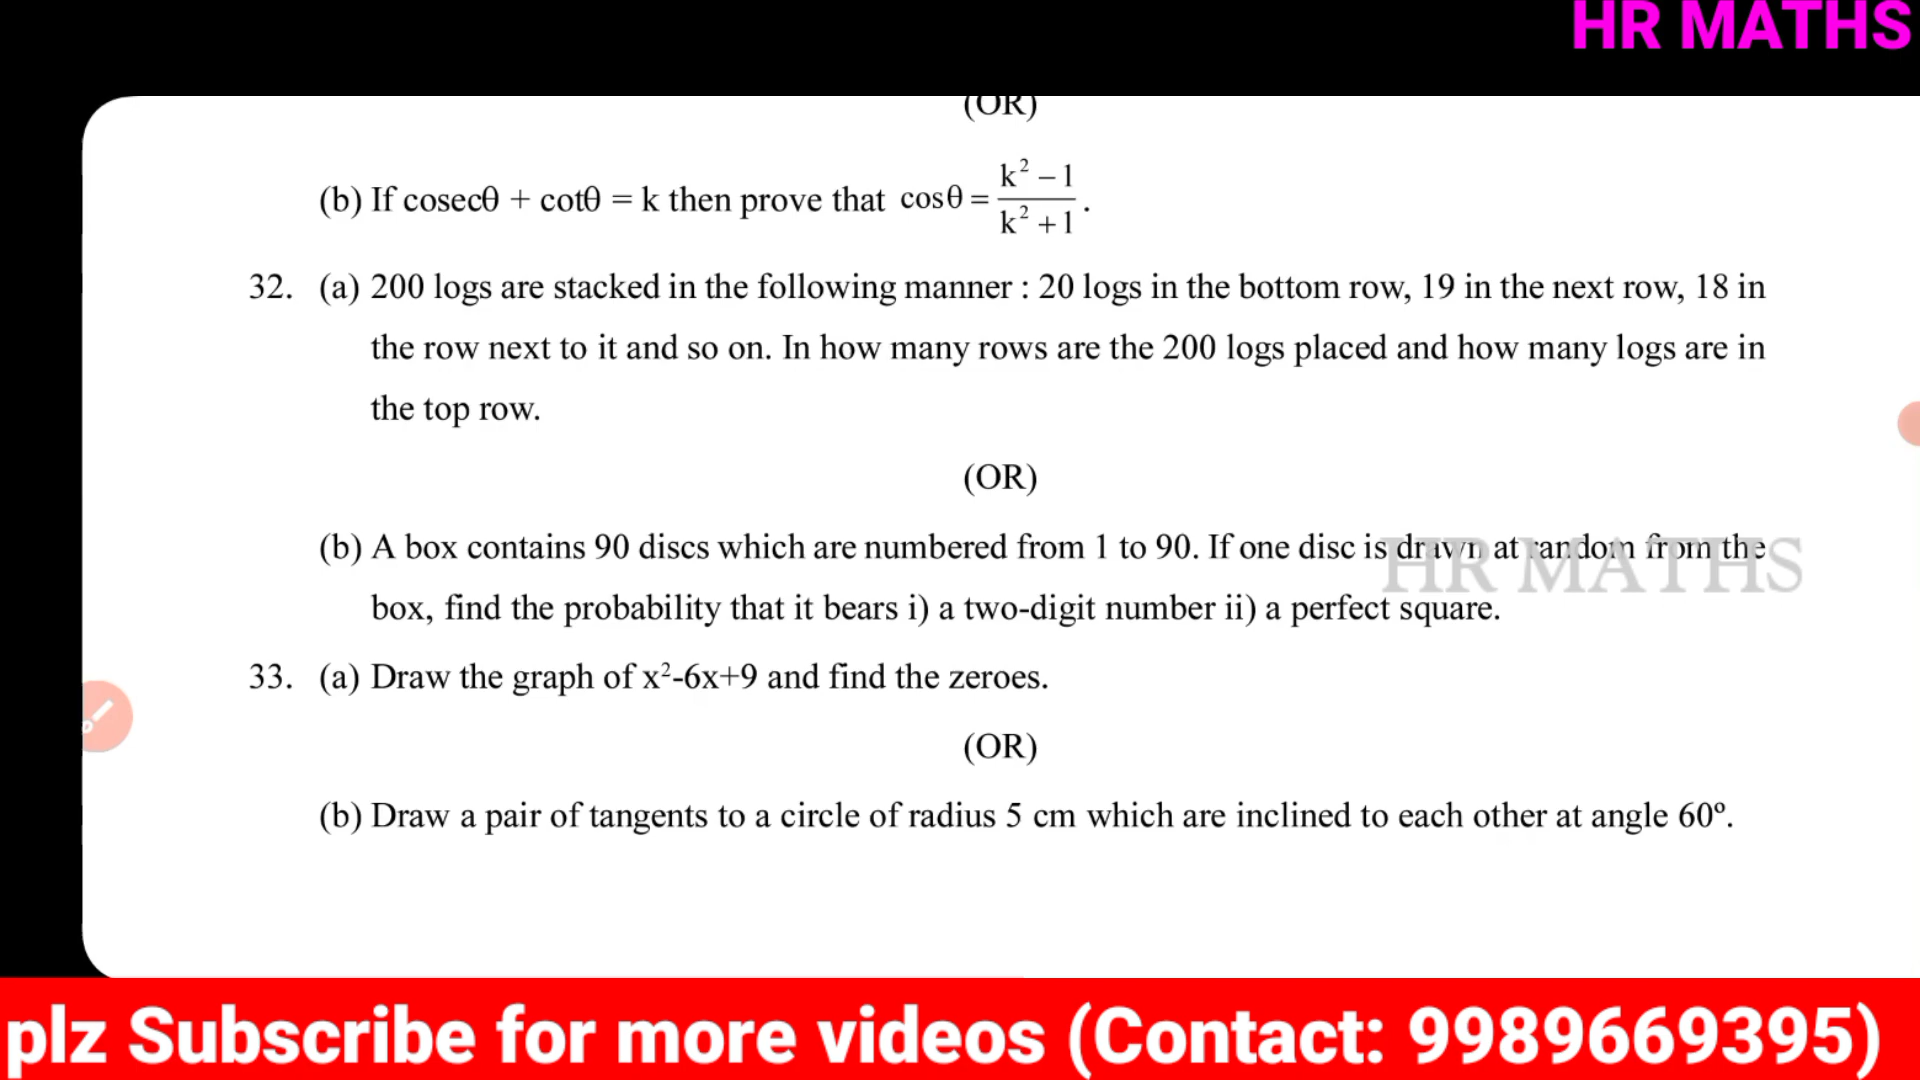 HR MATHS
(OR)
(b) If cosecθ + cotθ = k then prove that cosθ = (k² − 1)/(k² + 1).
32. (a) 200 logs are stacked in the following manner : 20 logs in the bottom row, 19 in the next row, 18 in
the row next to it and so on. In how many rows are the 200 logs placed and how many logs are in
the top row.
(OR)
(b) A box contains 90 discs which are numbered from 1 to 90. If one disc is drawn at random from the
HR MATHS
box, find the probability that it bears i) a two-digit number ii) a perfect square.
33. (a) Draw the graph of x²-6x+9 and find the zeroes.
(OR)
(b) Draw a pair of tangents to a circle of radius 5 cm which are inclined to each other at angle 60º.
plz Subscribe for more videos (Contact: 9989669395)